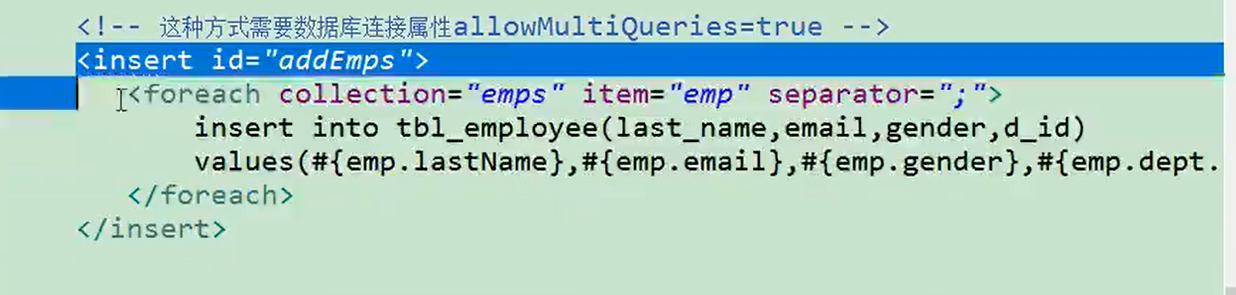 <!-- 这种方式需要数据库连接属性allowMultiQueries=true -->
<insert id="addEmps">
<foreach collection="emps" item="emp" separator=";">
insert into tbl_employee(last_name,email,gender,d_id)
values(#{emp.lastName},#{emp.email},#{emp.gender},#{emp.dept.
</foreach>
</insert>